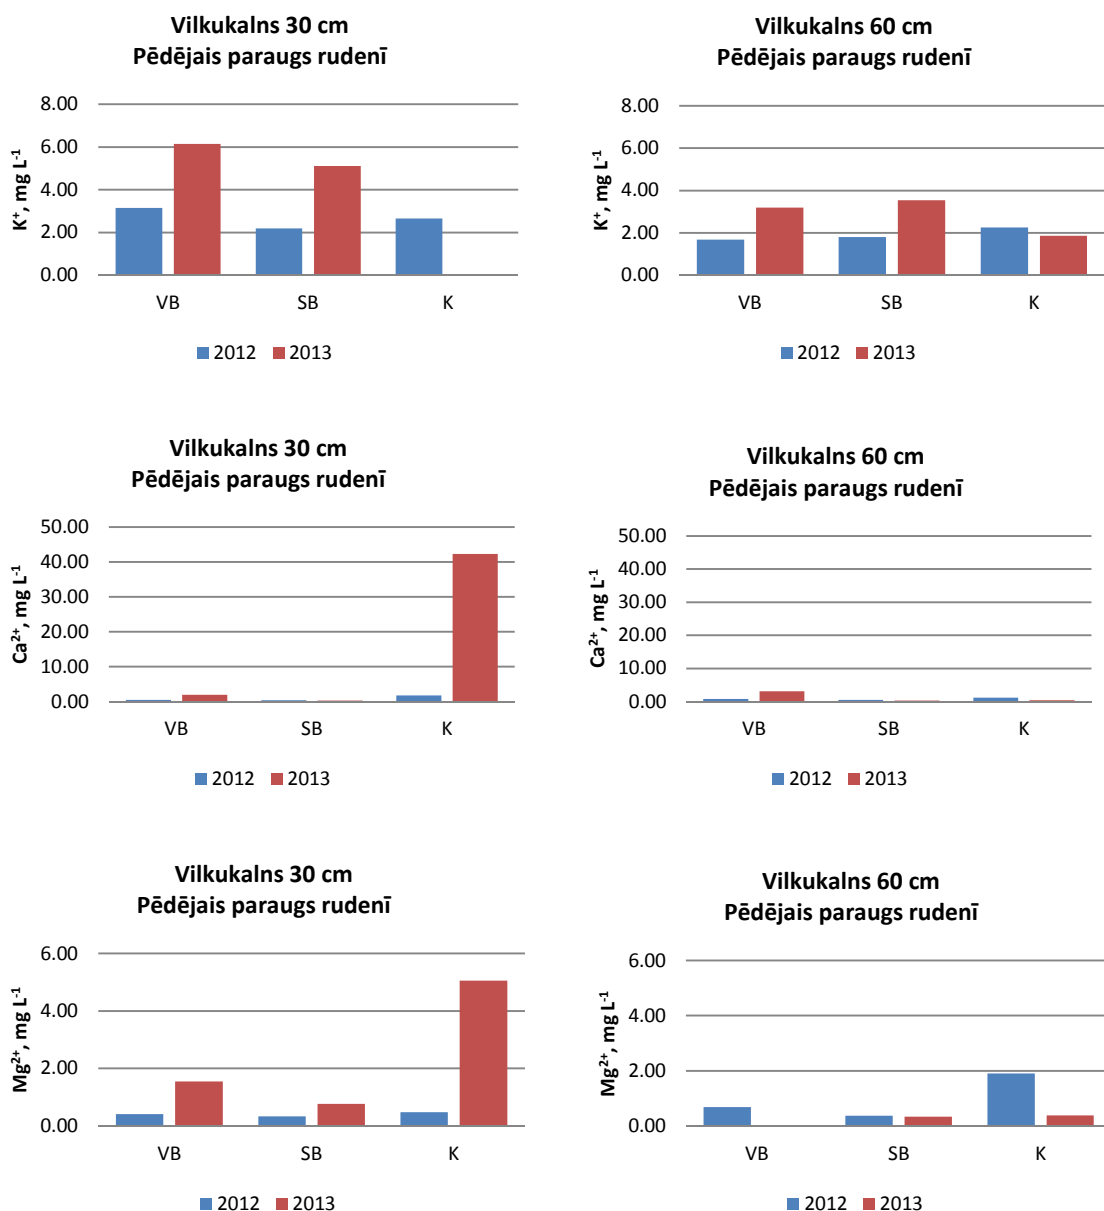 Vilkukalns 30 cm
Pēdējais paraugs rudenī
8.00
6.00
4.00
2.00
0.00
K⁺, mg L⁻¹
VB SB K
2012 2013
Vilkukalns 60 cm
Pēdējais paraugs rudenī
8.00
6.00
4.00
2.00
0.00
K⁺, mg L⁻¹
VB SB K
2012 2013
Vilkukalns 30 cm
Pēdējais paraugs rudenī
50.00
40.00
30.00
20.00
10.00
0.00
Ca²⁺, mg L⁻¹
VB SB K
2012 2013
Vilkukalns 60 cm
Pēdējais paraugs rudenī
50.00
40.00
30.00
20.00
10.00
0.00
Ca²⁺, mg L⁻¹
VB SB K
2012 2013
Vilkukalns 30 cm
Pēdējais paraugs rudenī
6.00
4.00
2.00
0.00
Mg²⁺, mg L⁻¹
VB SB K
2012 2013
Vilkukalns 60 cm
Pēdējais paraugs rudenī
6.00
4.00
2.00
0.00
Mg²⁺, mg L⁻¹
VB SB K
2012 2013